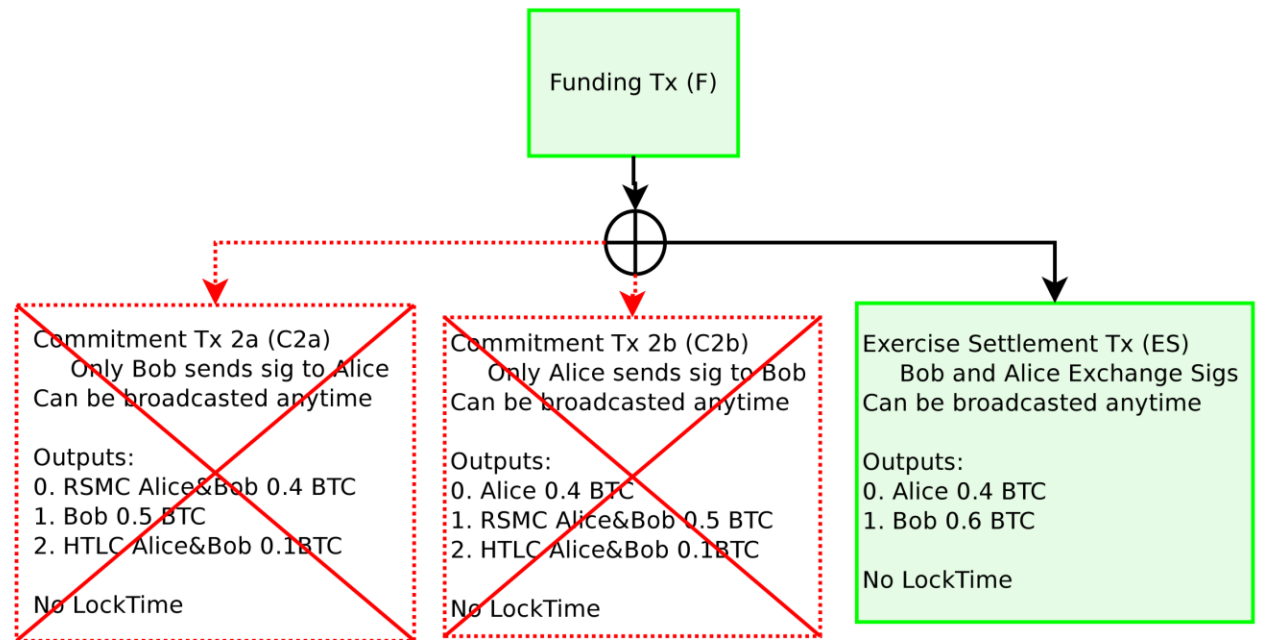 Funding Tx (F)
Commitment Tx 2a (C2a)
Only Bob sends sig to Alice
Can be broadcasted anytime
Outputs:
0. RSMC Alice&Bob 0.4 BTC
1. Bob 0.5 BTC
2. HTLC Alice&Bob 0.1BTC
No LockTime
Commitment Tx 2b (C2b)
Only Alice sends sig to Bob
Can be broadcasted anytime
Outputs:
0. Alice 0.4 BTC
1. RSMC Alice&Bob 0.5 BTC
2. HTLC Alice&Bob 0.1BTC
No LockTime
Exercise Settlement Tx (ES)
Bob and Alice Exchange Sigs
Can be broadcasted anytime
Outputs:
0. Alice 0.4 BTC
1. Bob 0.6 BTC
No LockTime